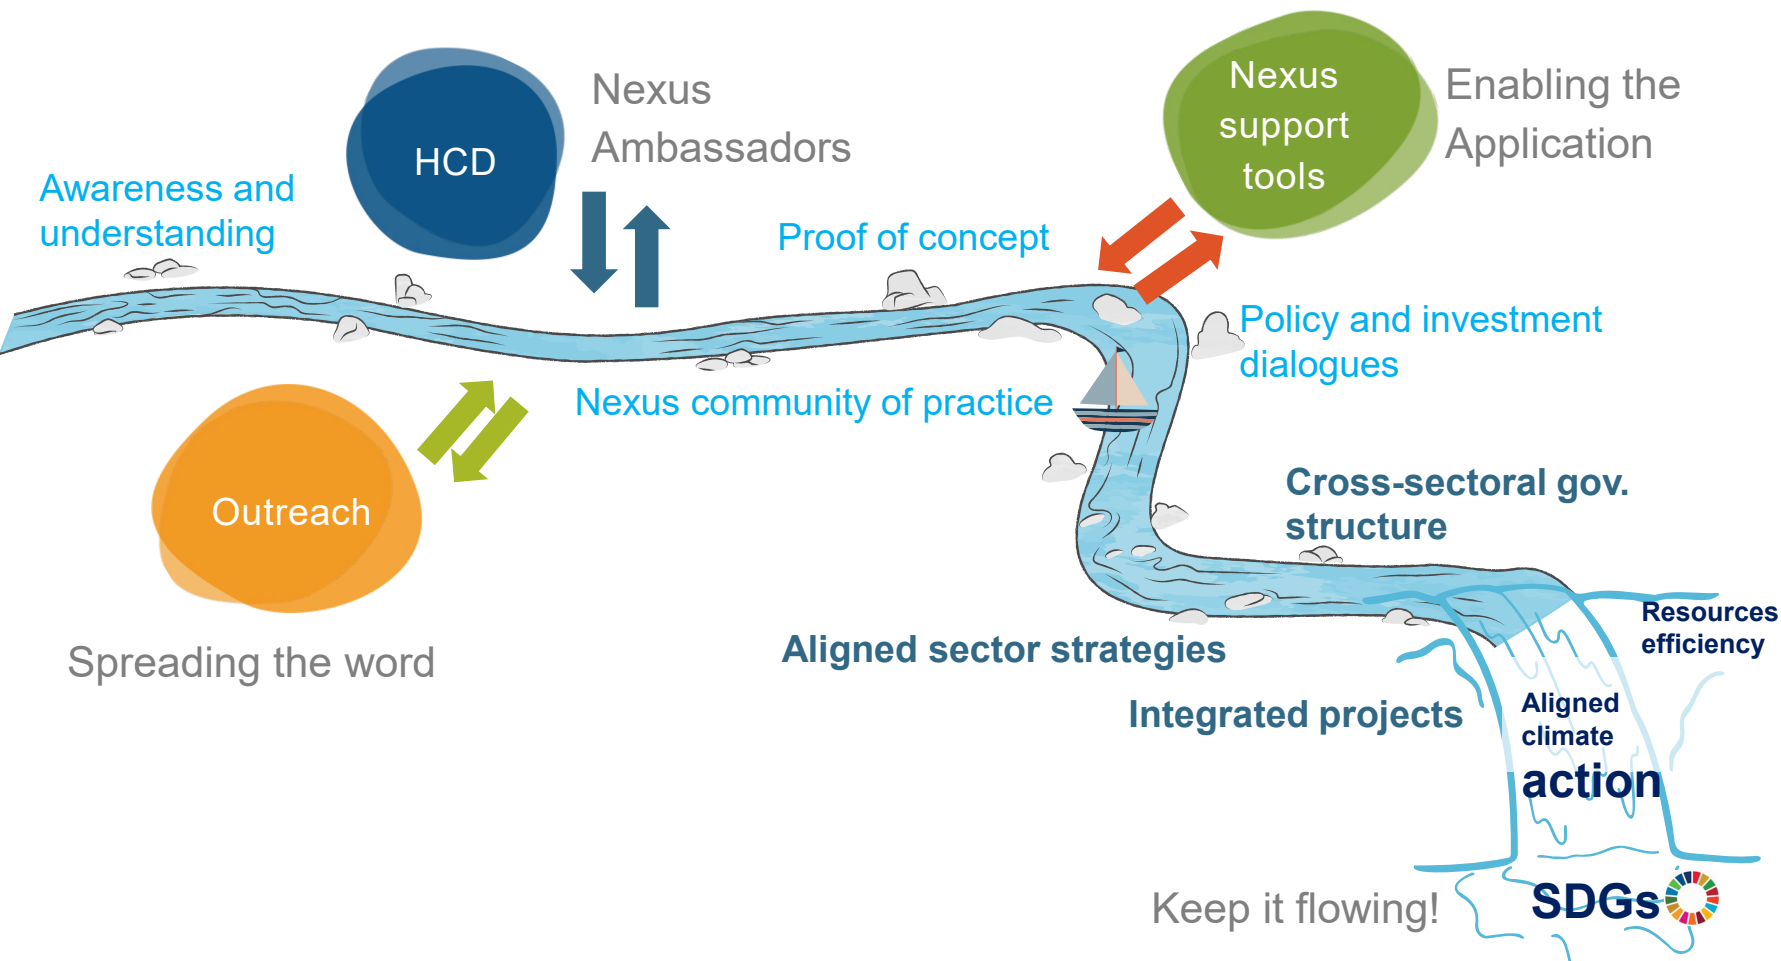 Nexus
Ambassadors
HCD
Nexus
support
tools
Enabling the
Application
Awareness and
understanding
Proof of concept
Policy and investment
dialogues
Nexus community of practice
Outreach
Spreading the word
Cross-sectoral gov.
structure
Aligned sector strategies
Integrated projects
Resources
efficiency
Aligned
climate
action
Keep it flowing!
SDGs